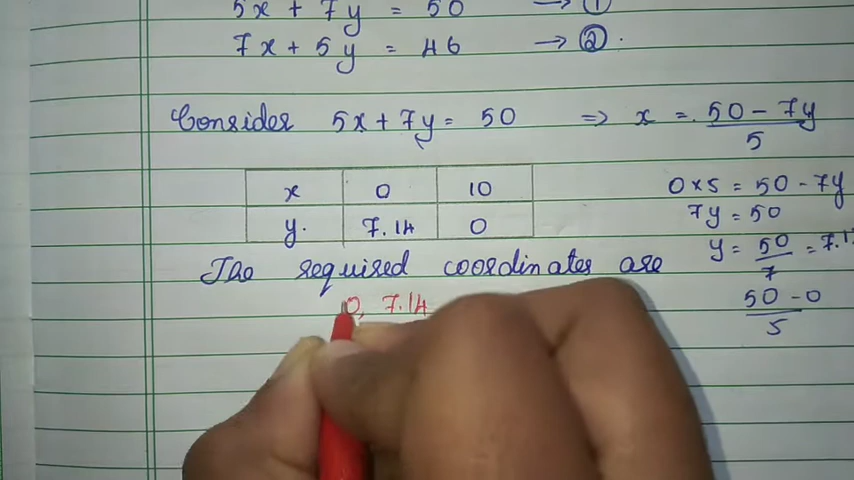 5x + 7y = 50 → ①
7x + 5y = 46 → ②.
Consider 5x + 7y = 50 ⇒ x = 50 - 7y / 5
x 0 10
y. 7.14 0
0 x 5 = 50 - 7y
7y = 50
y = 50 / 7 = 7.1
The required coordinates are
50 - 0 / 5
0, 7.14